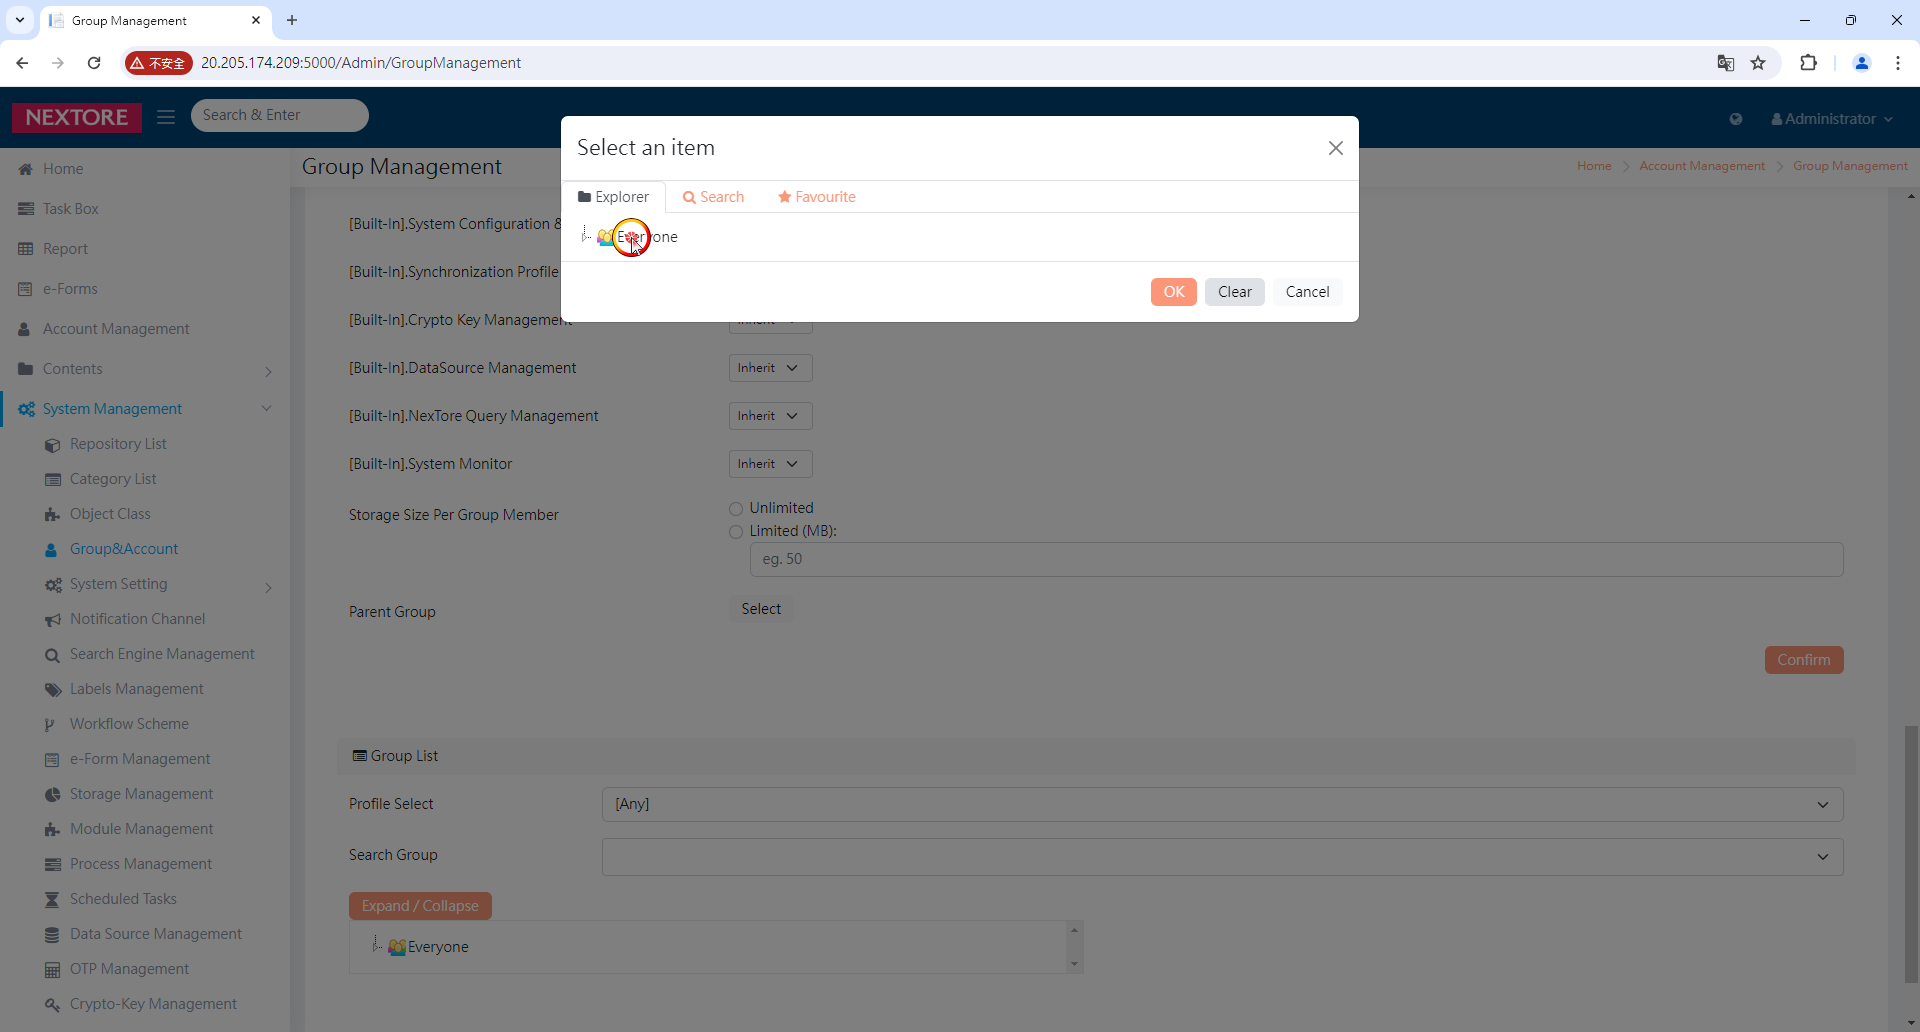 Group Management
不安全
20.205.174.209:5000/Admin/GroupManagement
NEXTORE
Search & Enter
Administrator
Home
Task Box
Report
e-Forms
Account Management
Contents
System Management
Repository List
Category List
Object Class
Group&Account
System Setting
Notification Channel
Search Engine Management
Labels Management
Workflow Scheme
e-Form Management
Storage Management
Module Management
Process Management
Scheduled Tasks
Data Source Management
OTP Management
Crypto-Key Management
Group Management
Home Account Management Group Management
Select an item
Explorer Search Favourite
Everyone
OK Clear Cancel
[Built-In].System Configuration &
[Built-In].Synchronization Profile
[Built-In].Crypto Key Management Inherit
[Built-In].DataSource Management Inherit
[Built-In].NexTore Query Management Inherit
[Built-In].System Monitor Inherit
Storage Size Per Group Member Unlimited
Limited (MB):
eg. 50
Parent Group Select
Confirm
Group List
Profile Select [Any]
Search Group
Expand / Collapse
Everyone